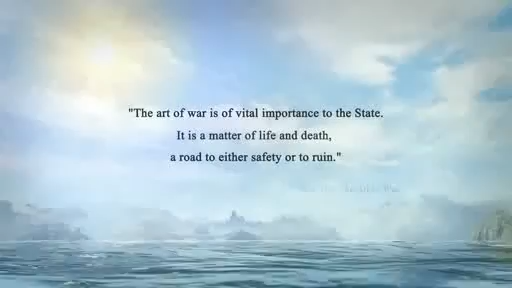 "The art of war is of vital importance to the State.
It is a matter of life and death,
a road to either safety or to ruin."